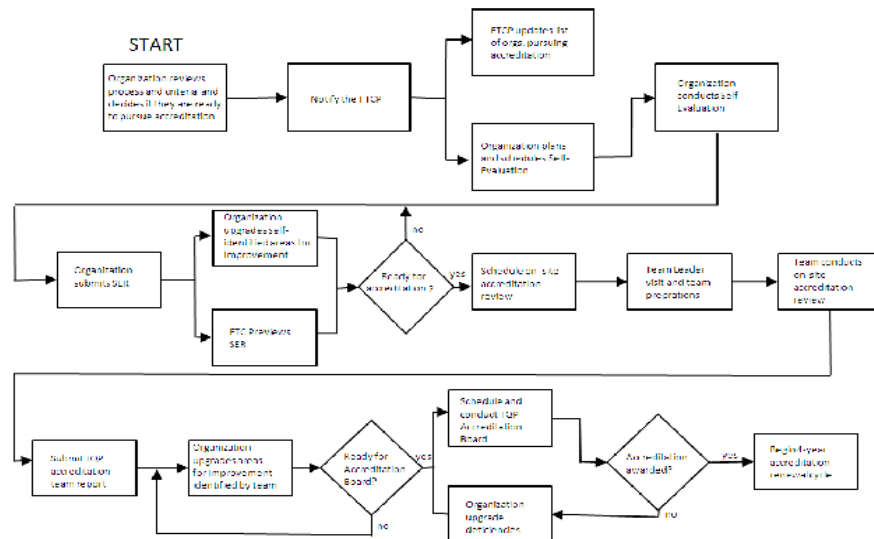 START
Organization reviews
process and criteria and
decides if they are ready
to pursue accreditation
Notify the FTCP
FTCP updates list
of orgs. pursuing
accreditation
Organization plans
and schedules Self-
Evaluation
Organization
conducts Self
Evaluation
Organization
submits SER
Organization
upgrades self-
identified areas for
improvement
FTC Previews
SER
Ready for
accreditation?
no
yes
Schedule on-site
accreditation
review
Team Leader
visit and team
preparations
Team conducts
on-site
accreditation
review
Submit TQP
accreditation
team report
Organization
upgrades areas
for improvement
identified by team
Ready for
Accreditation
Board?
yes
no
Schedule and
conduct TQP
Accreditation
Board
Organization
upgrade
deficiencies
Accreditation
awarded?
yes
no
Begin 4-year
accreditation
renewal cycle